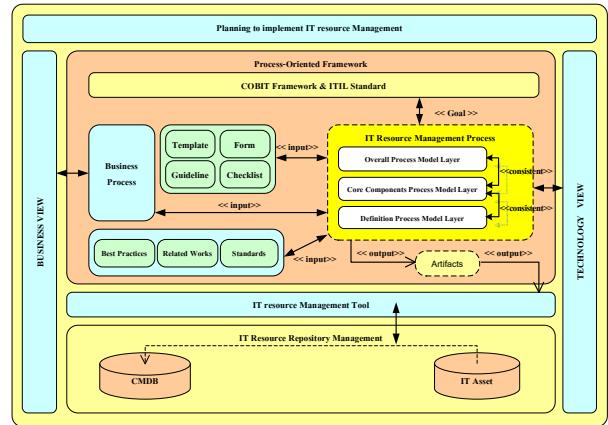 Planning to implement IT resource Management
Process-Oriented Framework
COBIT Framework & ITIL Standard
<< Goal >>
BUSINESS VIEW
TECHNOLOGY VIEW
Business
Process
Template
Form
Guideline
Checklist
<< input>>
IT Resource Management Process
Overall Process Model Layer
<<consistent>>
Core Components Process Model Layer
<<consistent>>
Definition Process Model Layer
<< input>>
Best Practices
Related Works
Standards
<< input>>
<< output>>
Artifacts
<< output>>
IT resource Management Tool
IT Resource Repository Management
CMDB
IT Asset